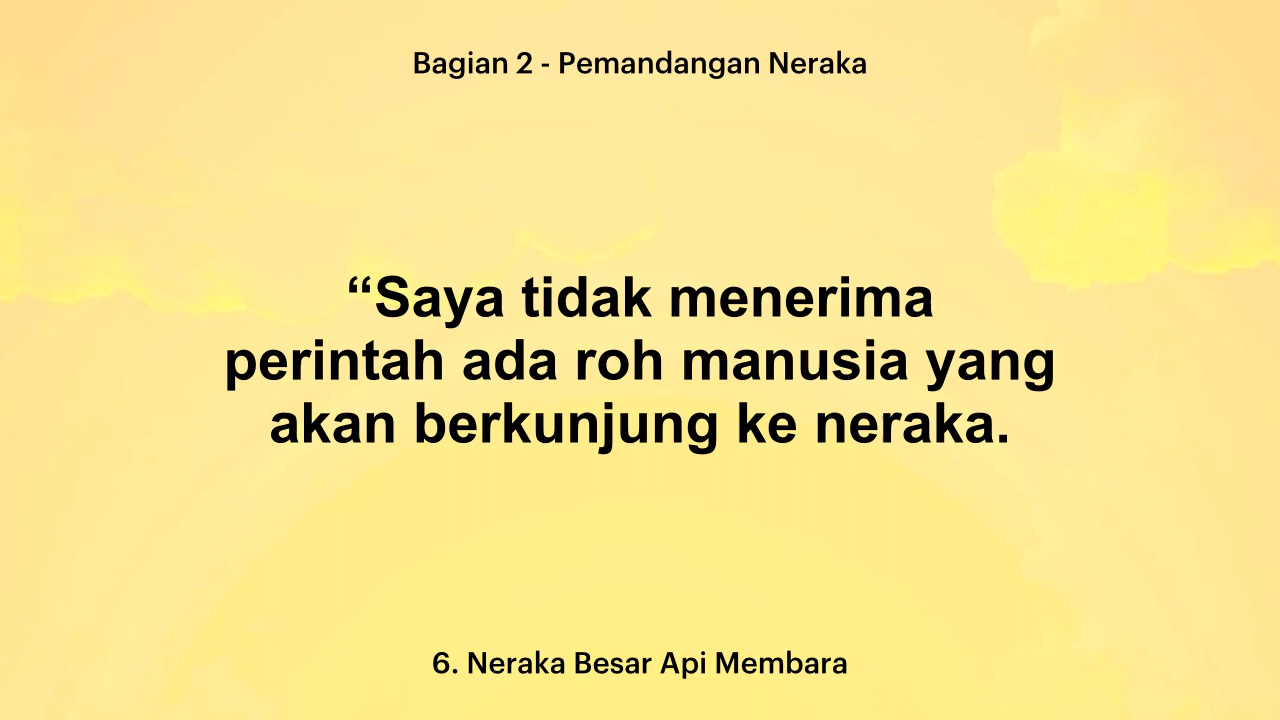 Bagian 2 - Pemandangan Neraka
“Saya tidak menerima
perintah ada roh manusia yang
akan berkunjung ke neraka.
6. Neraka Besar Api Membara